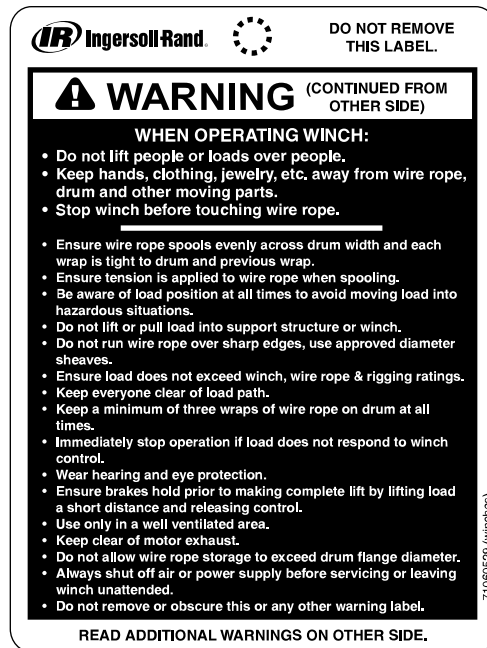 IR Ingersoll-Rand®
DO NOT REMOVE
THIS LABEL.
WARNING (CONTINUED FROM
OTHER SIDE)
WHEN OPERATING WINCH:
• Do not lift people or loads over people.
• Keep hands, clothing, jewelry, etc. away from wire rope,
drum and other moving parts.
• Stop winch before touching wire rope.
• Ensure wire rope spools evenly across drum width and each
wrap is tight to drum and previous wrap.
• Ensure tension is applied to wire rope when spooling.
• Be aware of load position at all times to avoid moving load into
hazardous situations.
• Do not lift or pull load into support structure or winch.
• Do not run wire rope over sharp edges, use approved diameter
sheaves.
• Ensure load does not exceed winch, wire rope & rigging ratings.
• Keep everyone clear of load path.
• Keep a minimum of three wraps of wire rope on drum at all
times.
• Immediately stop operation if load does not respond to winch
control.
• Wear hearing and eye protection.
• Ensure brakes hold prior to making complete lift by lifting load
a short distance and releasing control.
• Use only in a well ventilated area.
• Keep clear of motor exhaust.
• Do not allow wire rope storage to exceed drum flange diameter.
• Always shut off air or power supply before servicing or leaving
winch unattended.
• Do not remove or obscure this or any other warning label.
71060529 (winches)
READ ADDITIONAL WARNINGS ON OTHER SIDE.